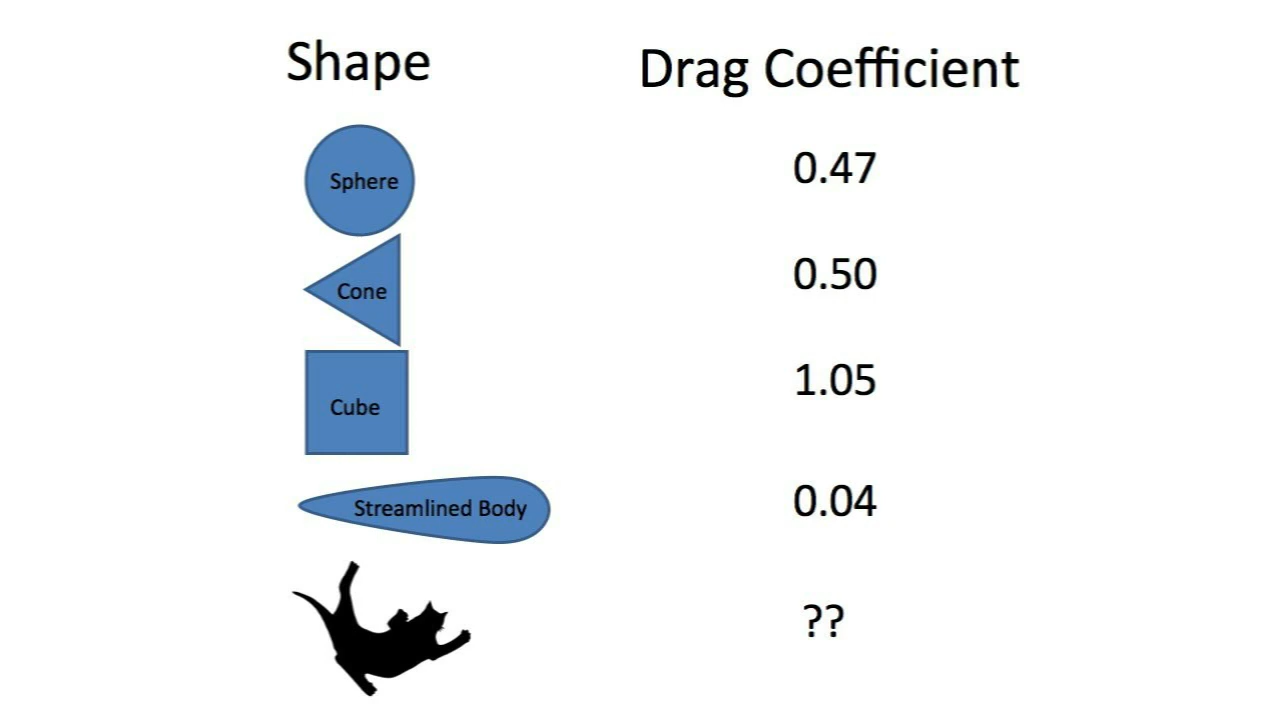 Shape Drag Coefficient
Sphere 0.47
Cone 0.50
Cube 1.05
Streamlined Body 0.04
??